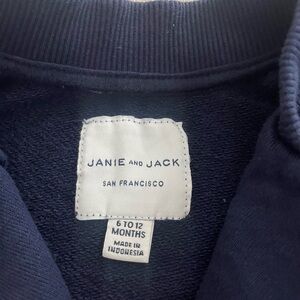 JANIE AND JACK
SAN FRANCISCO
6 TO 12
MONTHS
MADE IN
INDONESIA